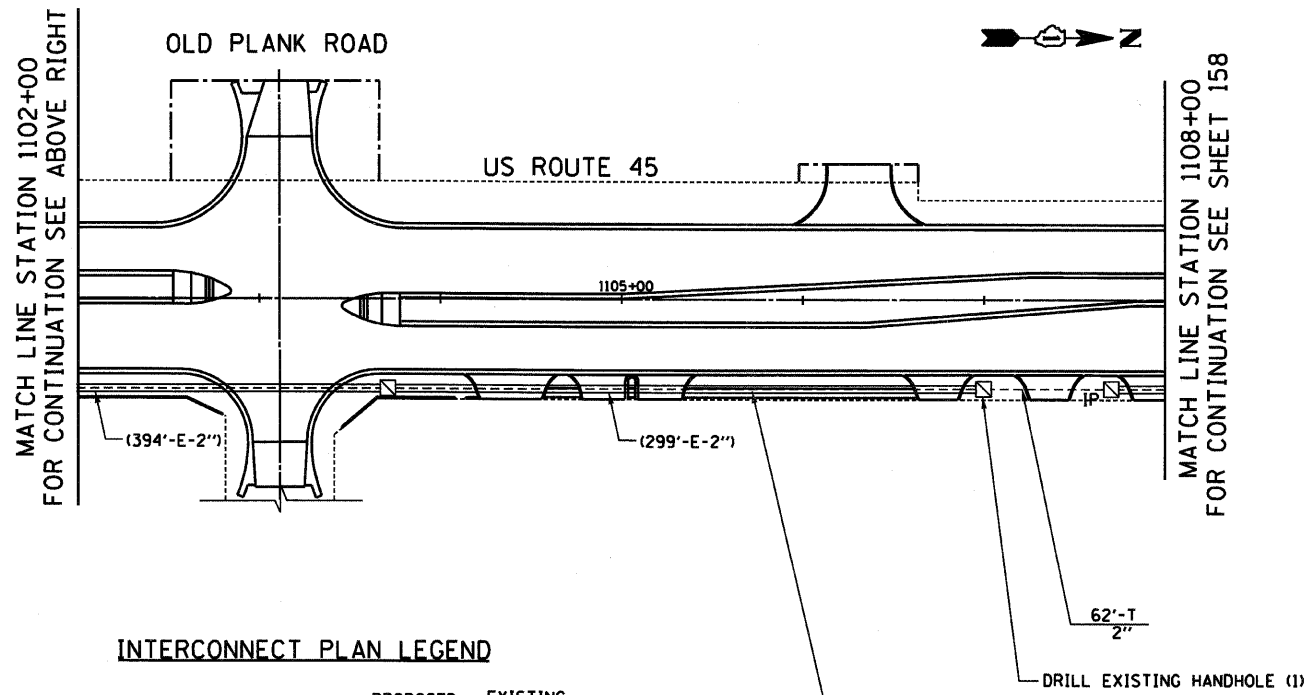 MATCH LINE STATION 1102+00
FOR CONTINUATION SEE ABOVE RIGHT
OLD PLANK ROAD
N
US ROUTE 45
1105+00
MATCH LINE STATION 1108+00
FOR CONTINUATION SEE SHEET 158
IP
(394'-E-2'')
(299'-E-2'')
62'-T
2''
INTERCONNECT PLAN LEGEND
DRILL EXISTING HANDHOLE (1)
PROPOSED EXISTING